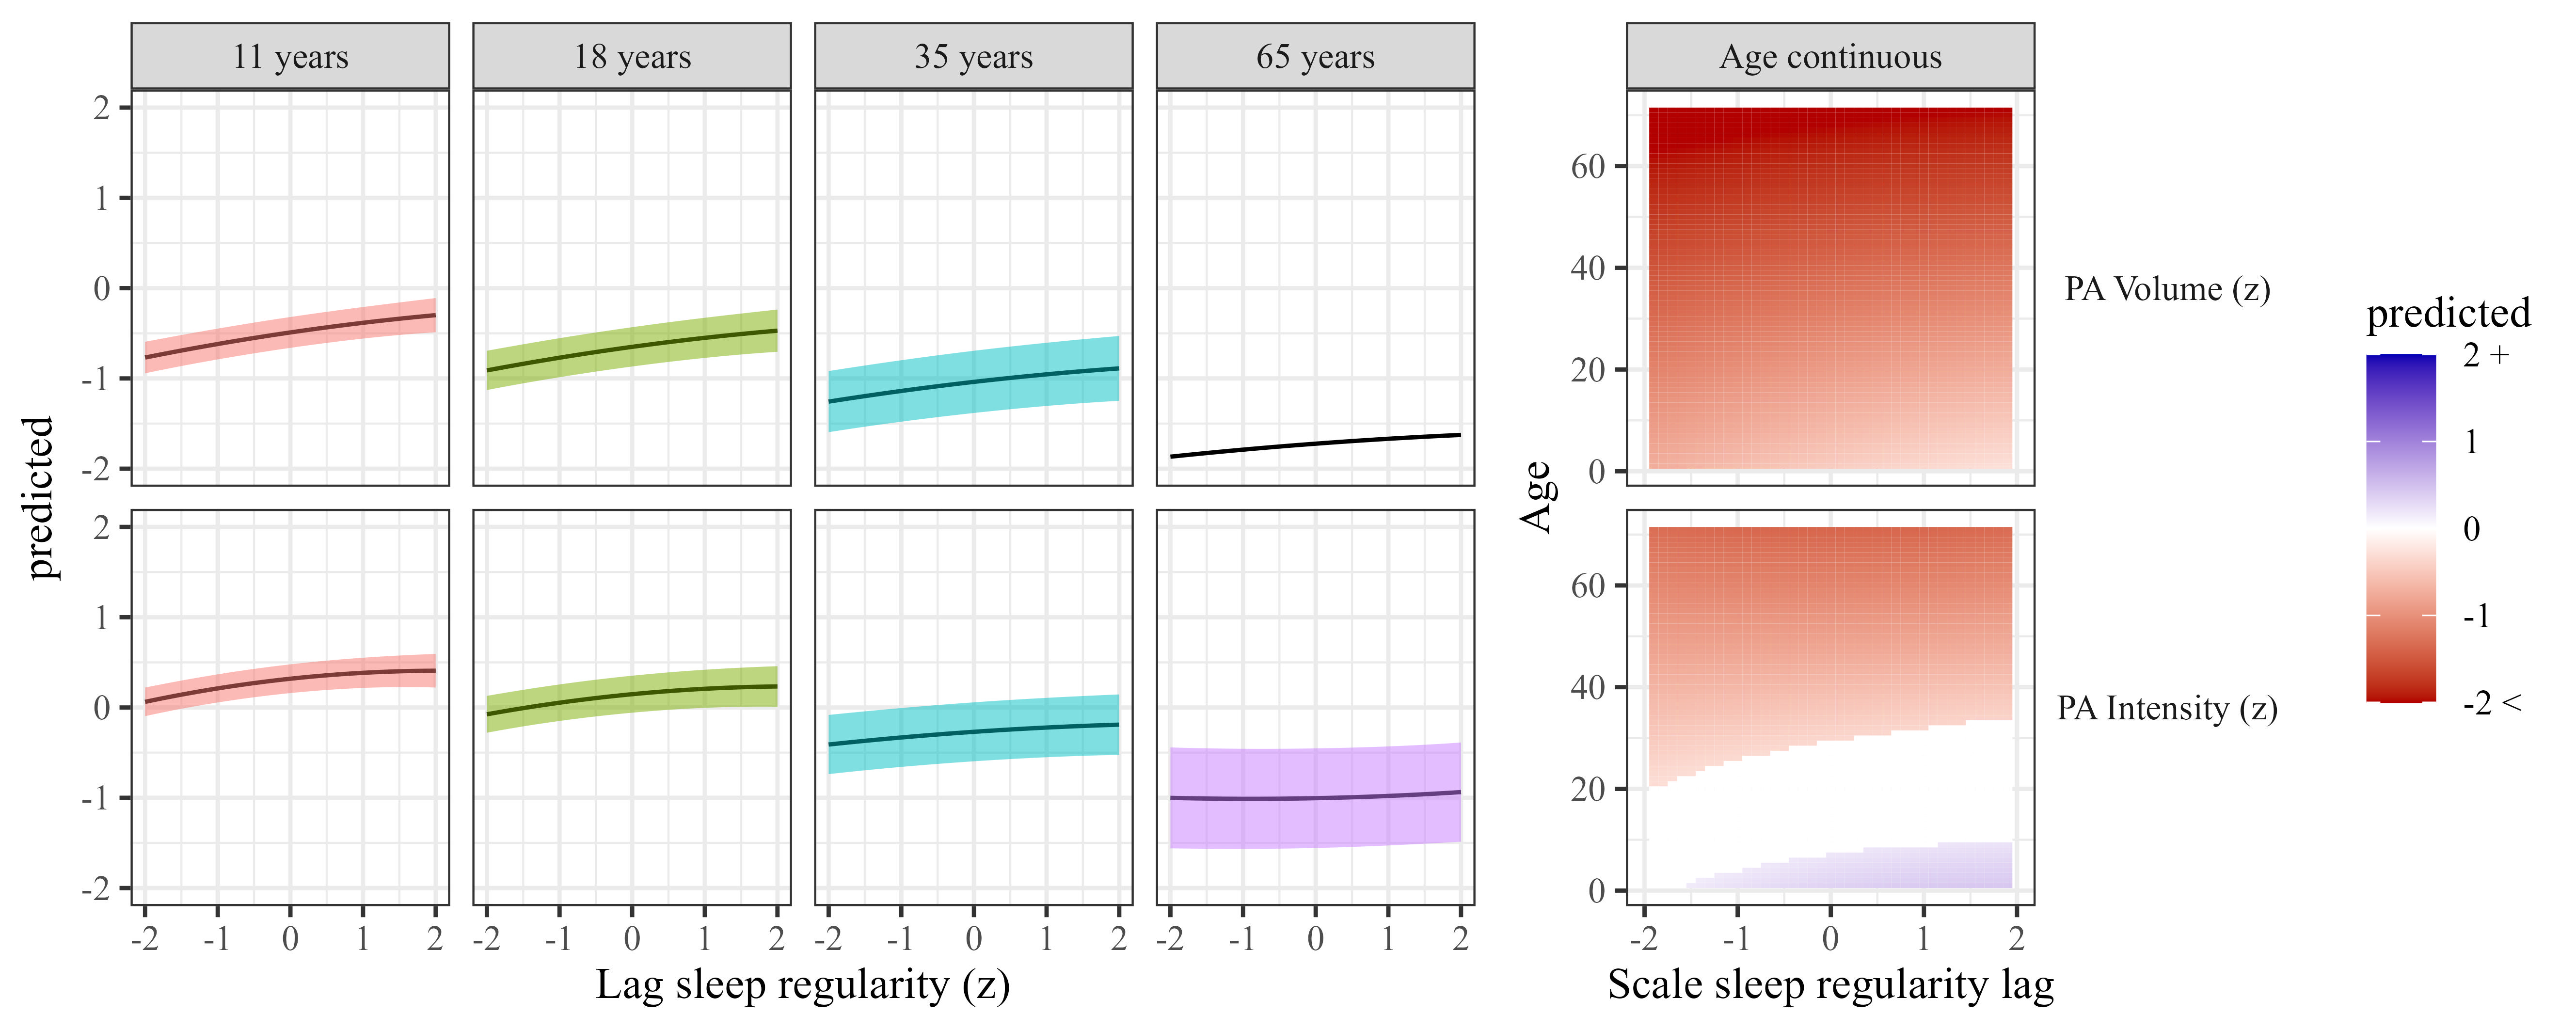 11 years
18 years
35 years
65 years
Age continuous
predicted
2
1
0
-1
-2
2
1
0
-1
-2
-2 -1 0 1 2
-2 -1 0 1 2
-2 -1 0 1 2
-2 -1 0 1 2
Lag sleep regularity (z)
Age
60
40
20
0
60
40
20
0
-2 -1 0 1 2
Scale sleep regularity lag
PA Volume (z)
PA Intensity (z)
predicted
2 +
1
0
-1
-2 <